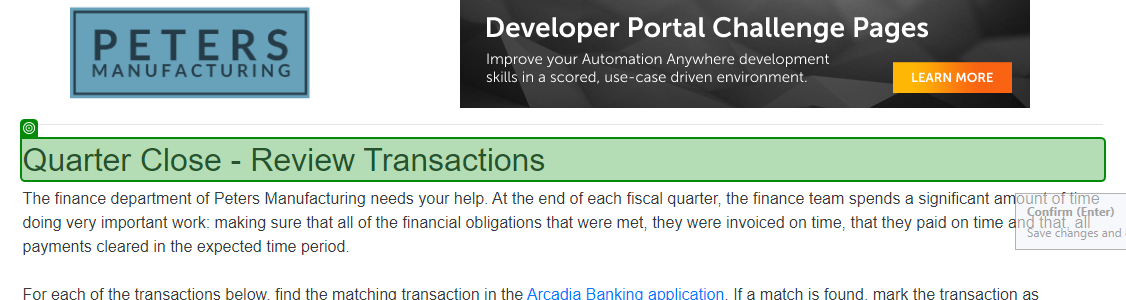 PETERS
MANUFACTURING
Developer Portal Challenge Pages
Improve your Automation Anywhere development
skills in a scored, use-case driven environment.
LEARN MORE
Quarter Close - Review Transactions
The finance department of Peters Manufacturing needs your help. At the end of each fiscal quarter, the finance team spends a significant amount of time
doing very important work: making sure that all of the financial obligations that were met, they were invoiced on time, that they paid on time and that, all
payments cleared in the expected time period.
Confirm (Enter)
Save changes and
For each of the transactions below, find the matching transaction in the Arcadia Banking application. If a match is found, mark the transaction as